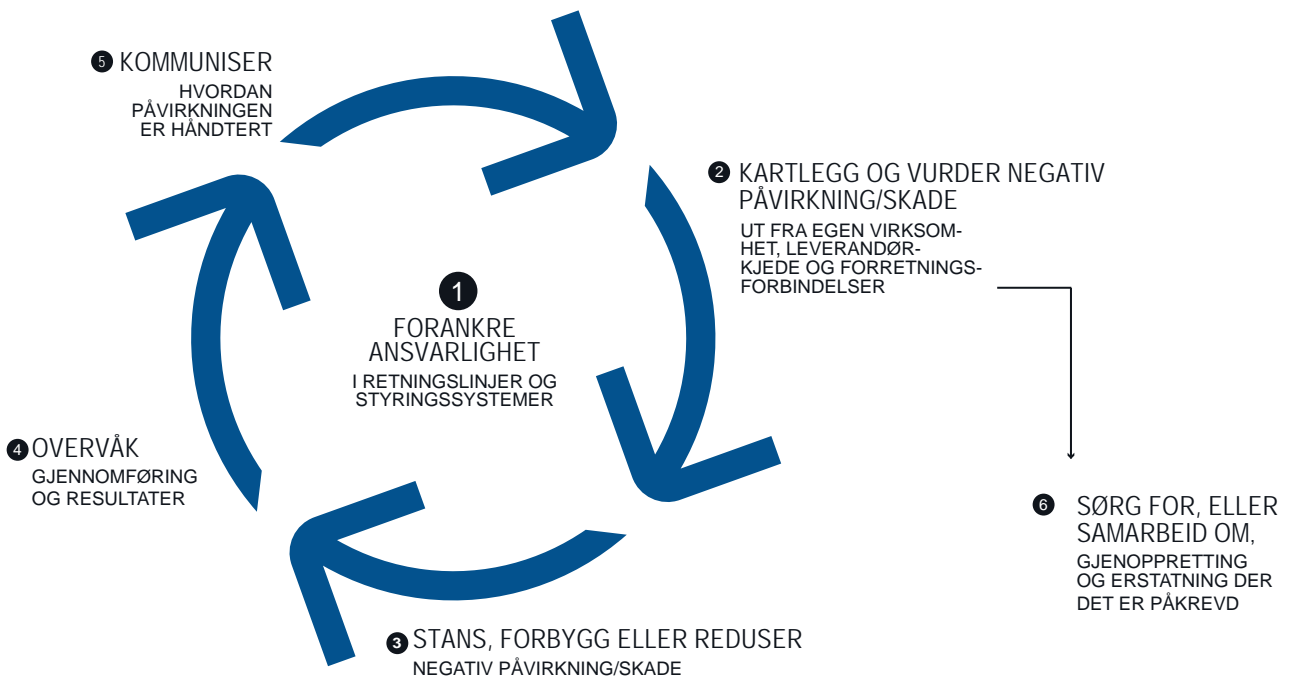 5 KOMMUNISER
HVORDAN
PÅVIRKNINGEN
ER HÅNDTERT
2 KARTLEGG OG VURDER NEGATIV
PÅVIRKNING/SKADE
UT FRA EGEN VIRKSOM-
HET, LEVERANDØR-
KJEDE OG FORRETNINGS-
FORBINDELSER
1
FORANKRE
ANSVARLIGHET
I RETNINGSLINJER OG
STYRINGSSYSTEMER
4 OVERVÅK
GJENNOMFØRING
OG RESULTATER
6 SØRG FOR, ELLER
SAMARBEID OM,
GJENOPPRETTING
OG ERSTATNING DER
DET ER PÅKREVD
3 STANS, FORBYGG ELLER REDUSER
NEGATIV PÅVIRKNING/SKADE